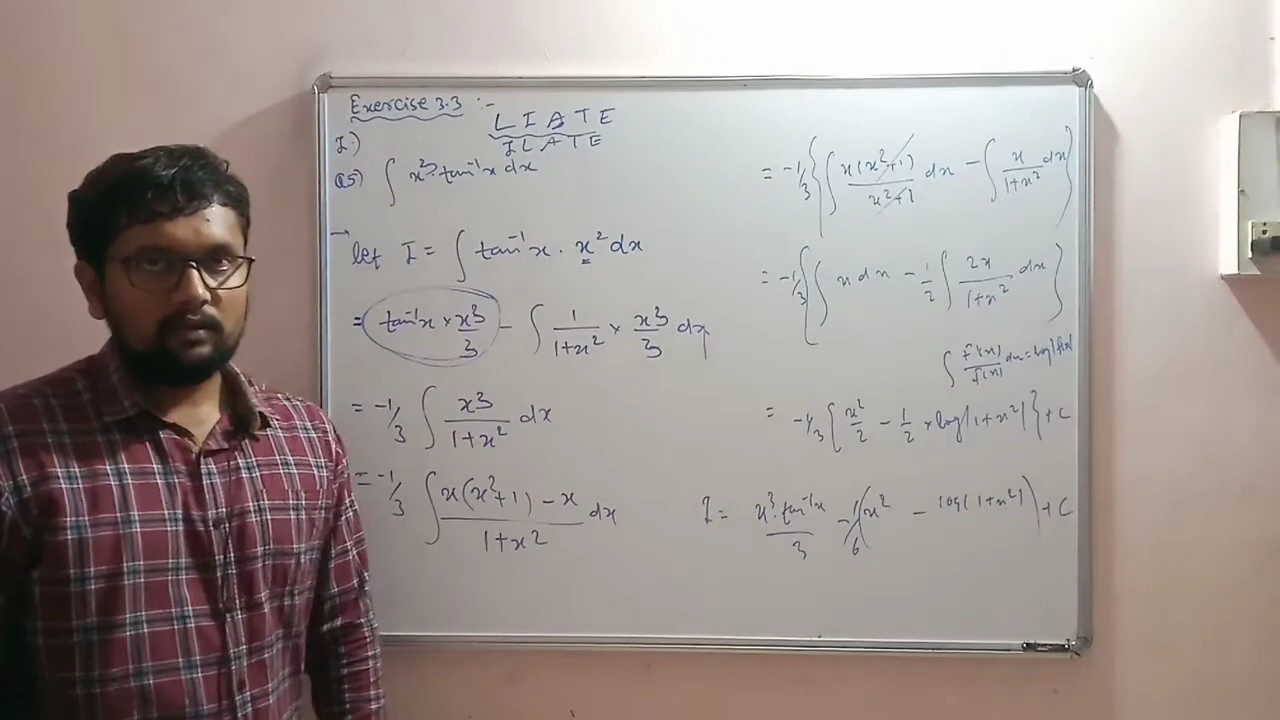 Exercise 3.3 :-
LIATE
ILATE
I.)
Q5) ∫ x² · tan⁻¹x dx
→ let I = ∫ tan⁻¹x · x² dx
= tan⁻¹x × x³/3 - ∫ 1/(1+x²) × x³/3 dx
= -1/3 ∫ x³/(1+x²) dx
= -1/3 ∫ (x(x²+1) - x)/(1+x²) dx
= -1/3 { ∫ x(x²+1)/(x²+1) dx - ∫ x/(1+x²) dx }
= -1/3 { ∫ x dx - 1/2 ∫ 2x/(1+x²) dx }
∫ f'(x)/f(x) dx = log|f(x)|
= -1/3 { x²/2 - 1/2 × log|1+x²| } + c
I = x³·tan⁻¹x/3 - 1/6 (x² - log|1+x²|) + c